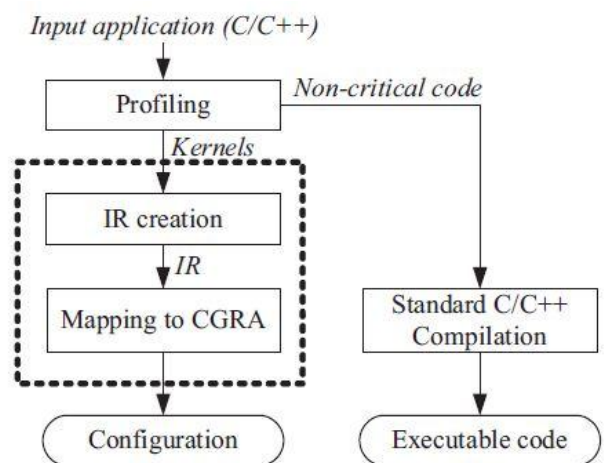 Input application (C/C++)
Profiling
Non-critical code
Kernels
IR creation
IR
Mapping to CGRA
Standard C/C++
Compilation
Configuration
Executable code